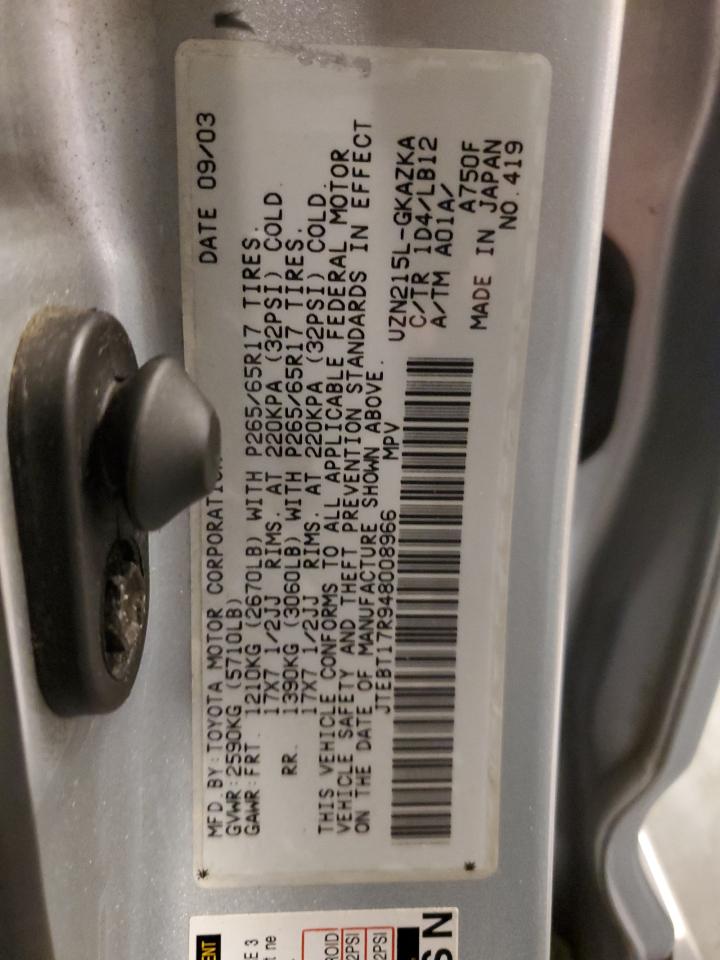 DATE 09/03
MFD. BY: TOYOTA MOTOR CORPORATION
GVWR: 2590KG (5710LB)
GAWR: FRT. 1210KG (2670LB) WITH P265/65R17 TIRES.
17X7 1/2JJ RIMS. AT 220KPA (32PSI) COLD.
RR. 1390KG (3060LB) WITH P265/65R17 TIRES.
17X7 1/2JJ RIMS. AT 220KPA (32PSI) COLD.
THIS VEHICLE CONFORMS TO ALL APPLICABLE FEDERAL MOTOR
VEHICLE SAFETY AND THEFT PREVENTION STANDARDS IN EFFECT
ON THE DATE OF MANUFACTURE SHOWN ABOVE.
JTEBT17R948008966 MPV
UZN215L-GKAZKA
C/TR 1D4/LB12
A/TM A01A/
A750F
MADE IN JAPAN
NO. 419
2PSI
2PSI
SN